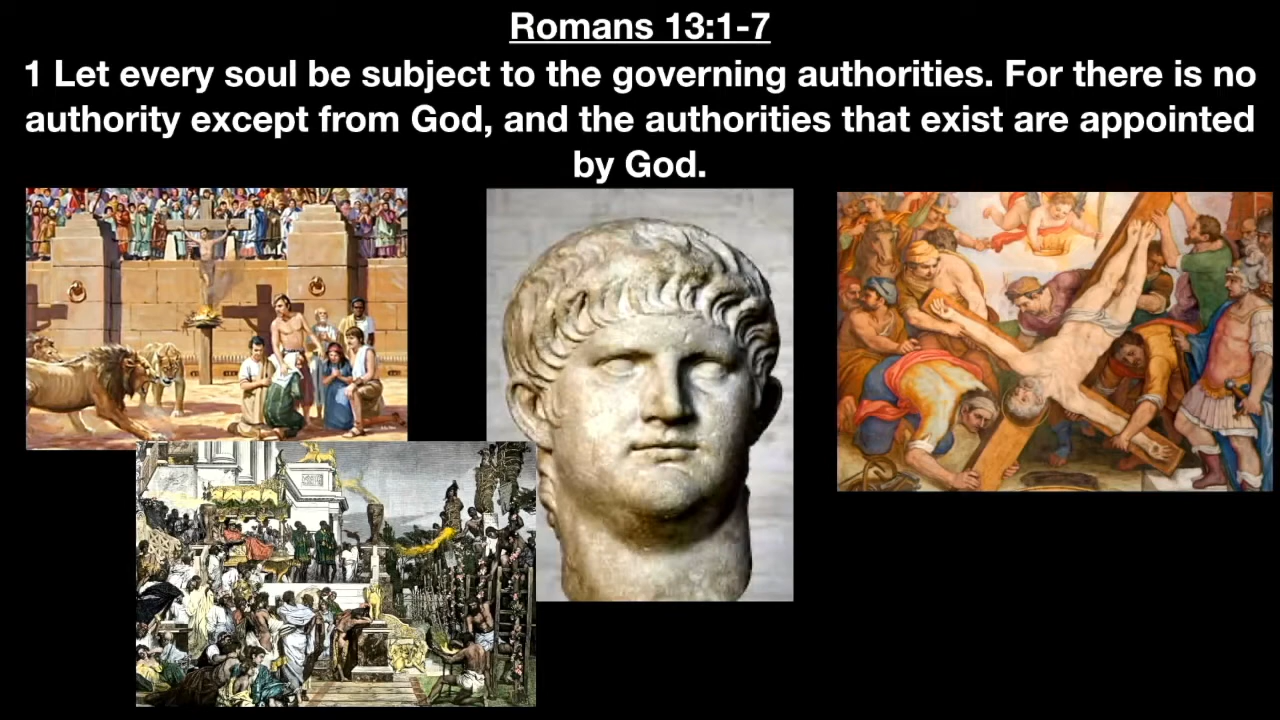 Romans 13:1-7
1 Let every soul be subject to the governing authorities. For there is no
authority except from God, and the authorities that exist are appointed
by God.